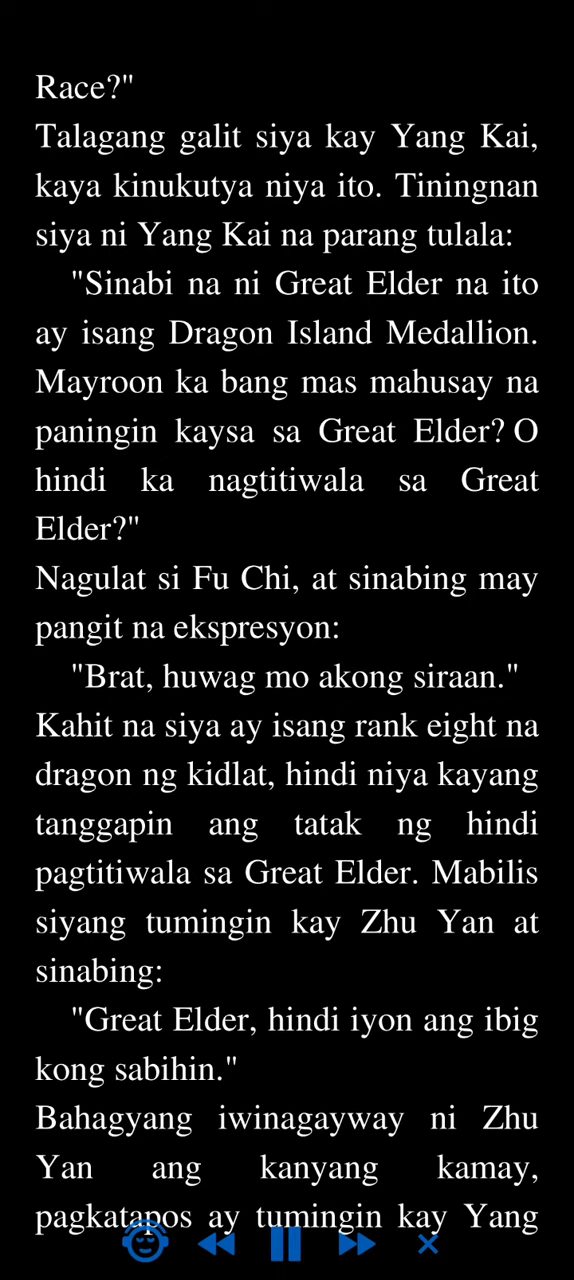 Race?"
Talagang galit siya kay Yang Kai,
kaya kinukutya niya ito. Tiningnan
siya ni Yang Kai na parang tulala:
"Sinabi na ni Great Elder na ito
ay isang Dragon Island Medallion.
Mayroon ka bang mas mahusay na
paningin kaysa sa Great Elder? O
hindi ka nagtitiwala sa Great
Elder?"
Nagulat si Fu Chi, at sinabing may
pangit na ekspresyon:
"Brat, huwag mo akong siraan."
Kahit na siya ay isang rank eight na
dragon ng kidlat, hindi niya kayang
tanggapin ang tatak ng hindi
pagtitiwala sa Great Elder. Mabilis
siyang tumingin kay Zhu Yan at
sinabing:
"Great Elder, hindi iyon ang ibig
kong sabihin."
Bahagyang iwinagayway ni Zhu
Yan ang kanyang kamay,
pagkatapos ay tumingin kay Yang